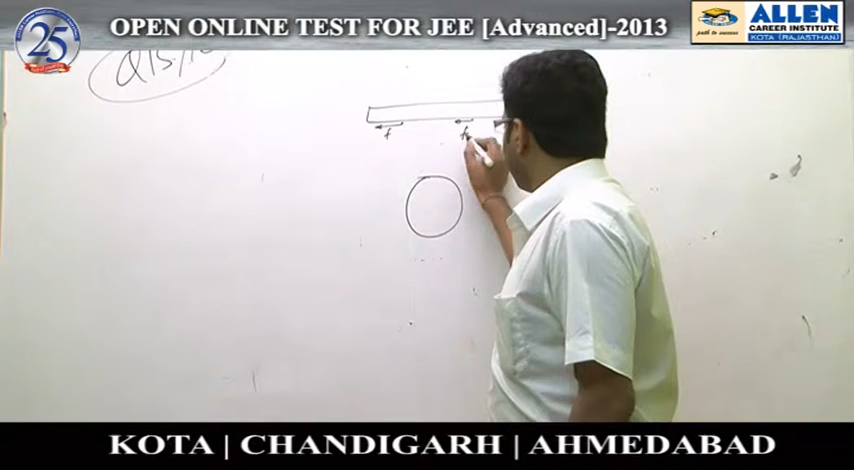 OPEN ONLINE TEST FOR JEE [Advanced]-2013
25
path to success
ALLEN
CAREER INSTITUTE
KOTA (RAJASTHAN)
f
KOTA | CHANDIGARH | AHMEDABAD